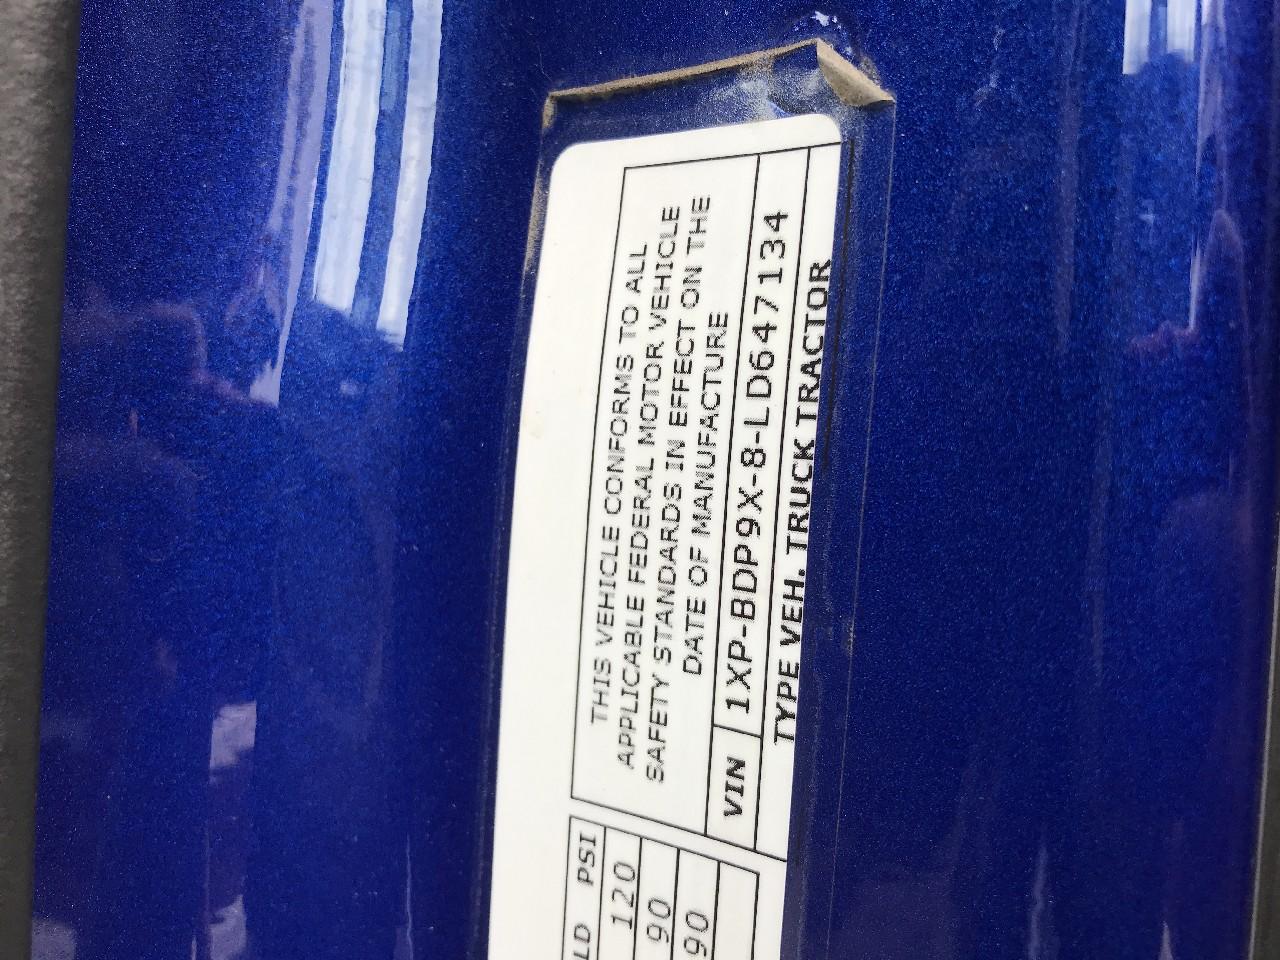 THIS VEHICLE CONFORMS TO ALL
APPLICABLE FEDERAL MOTOR VEHICLE
SAFETY STANDARDS IN EFFECT ON THE
DATE OF MANUFACTURE
VIN 1XP-BDP9X-8-LD647134
TYPE VEH. TRUCK TRACTOR
LD PSI
120
90
90